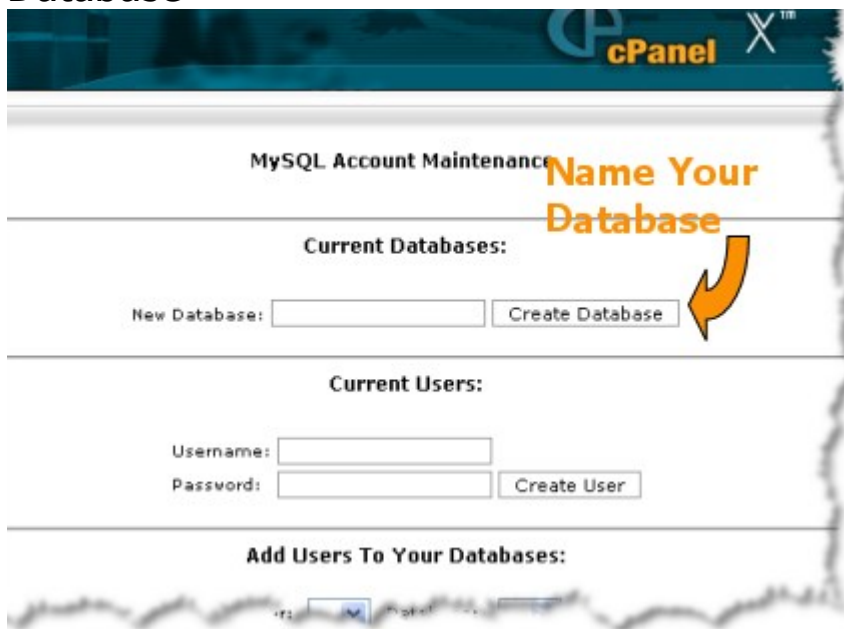 cPanel X™
MySQL Account Maintenance
Name Your
Database
Current Databases:
New Database: Create Database
Current Users:
Username:
Password: Create User
Add Users To Your Databases: